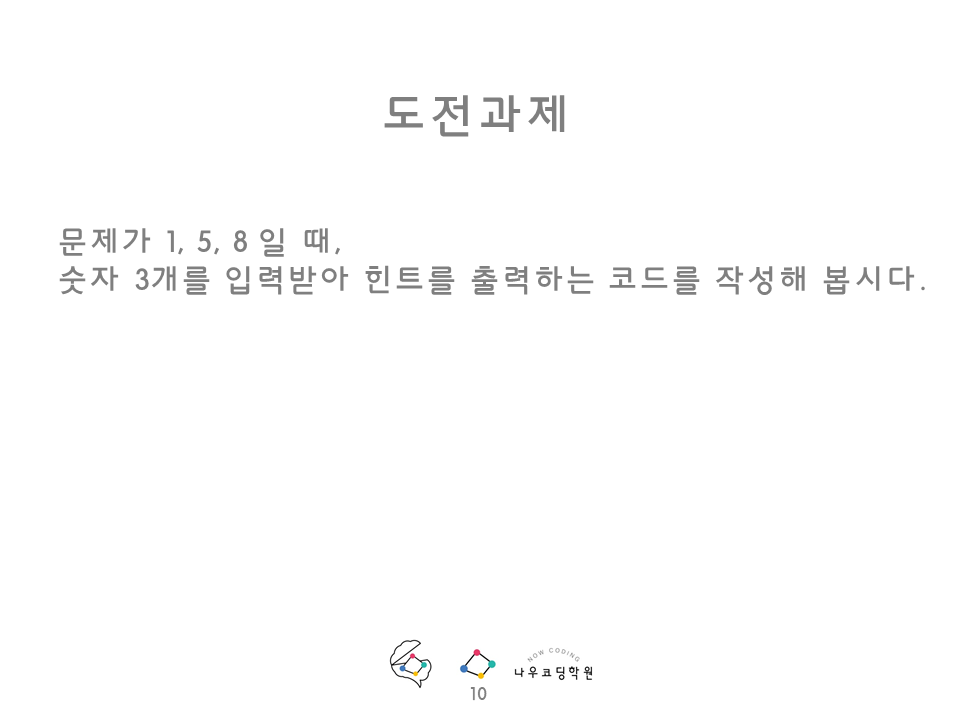 도전과제
문제가 1, 5, 8 일 때,
숫자 3개를 입력받아 힌트를 출력하는 코드를 작성해 봅시다.
NOW CODING
나우코딩학원
10